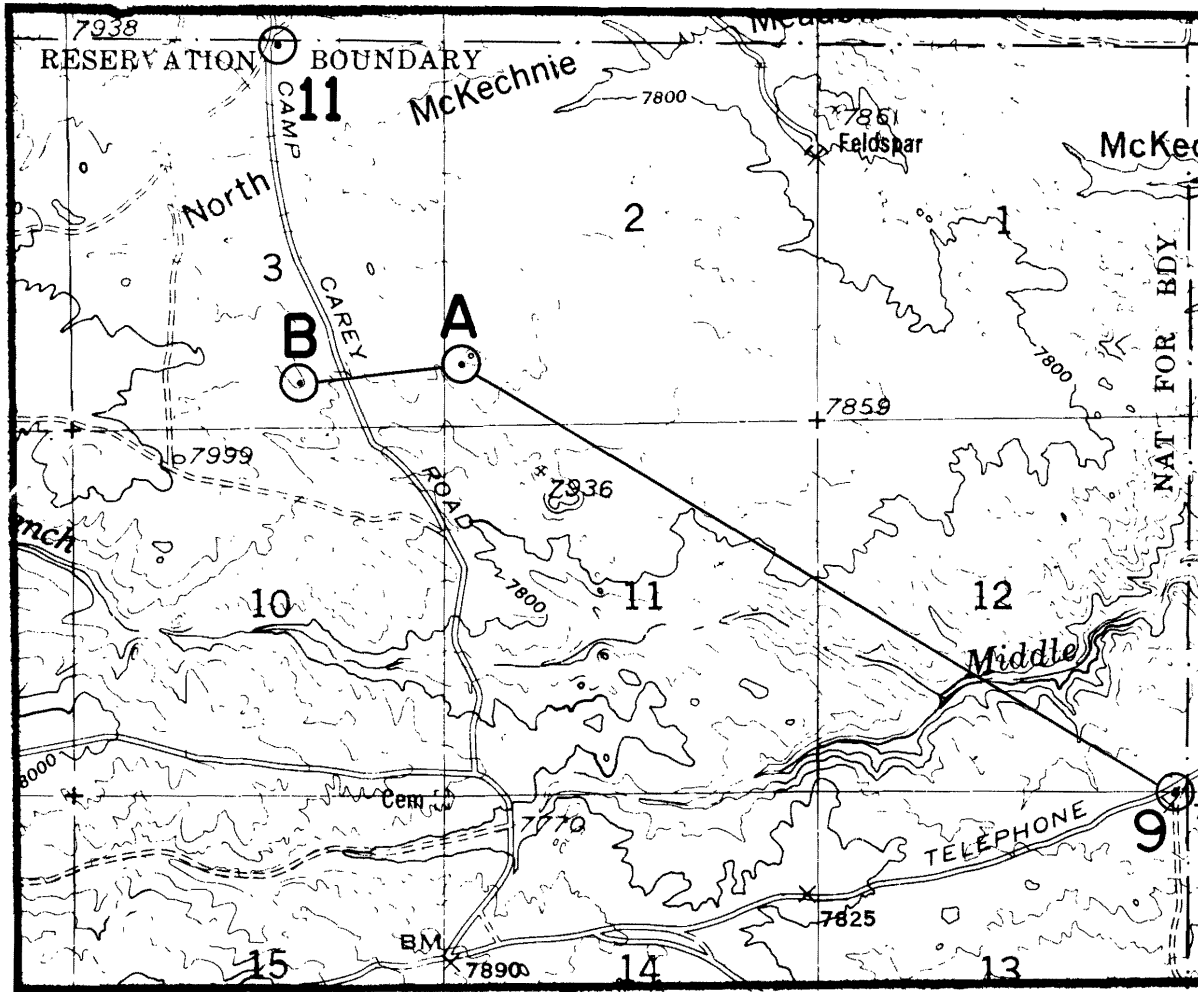 7938
RESERVATION BOUNDARY
11
CAMP
McKechnie
7800
7861
Feldspar
North
2
1
3
CAREY
B
A
NAT FOR BDY
7800
7859
7999
ROAD
7936
7800
10
11
12
Middle
8000
Cem
7770
TELEPHONE
9
7825
BM
7890
15
14
13